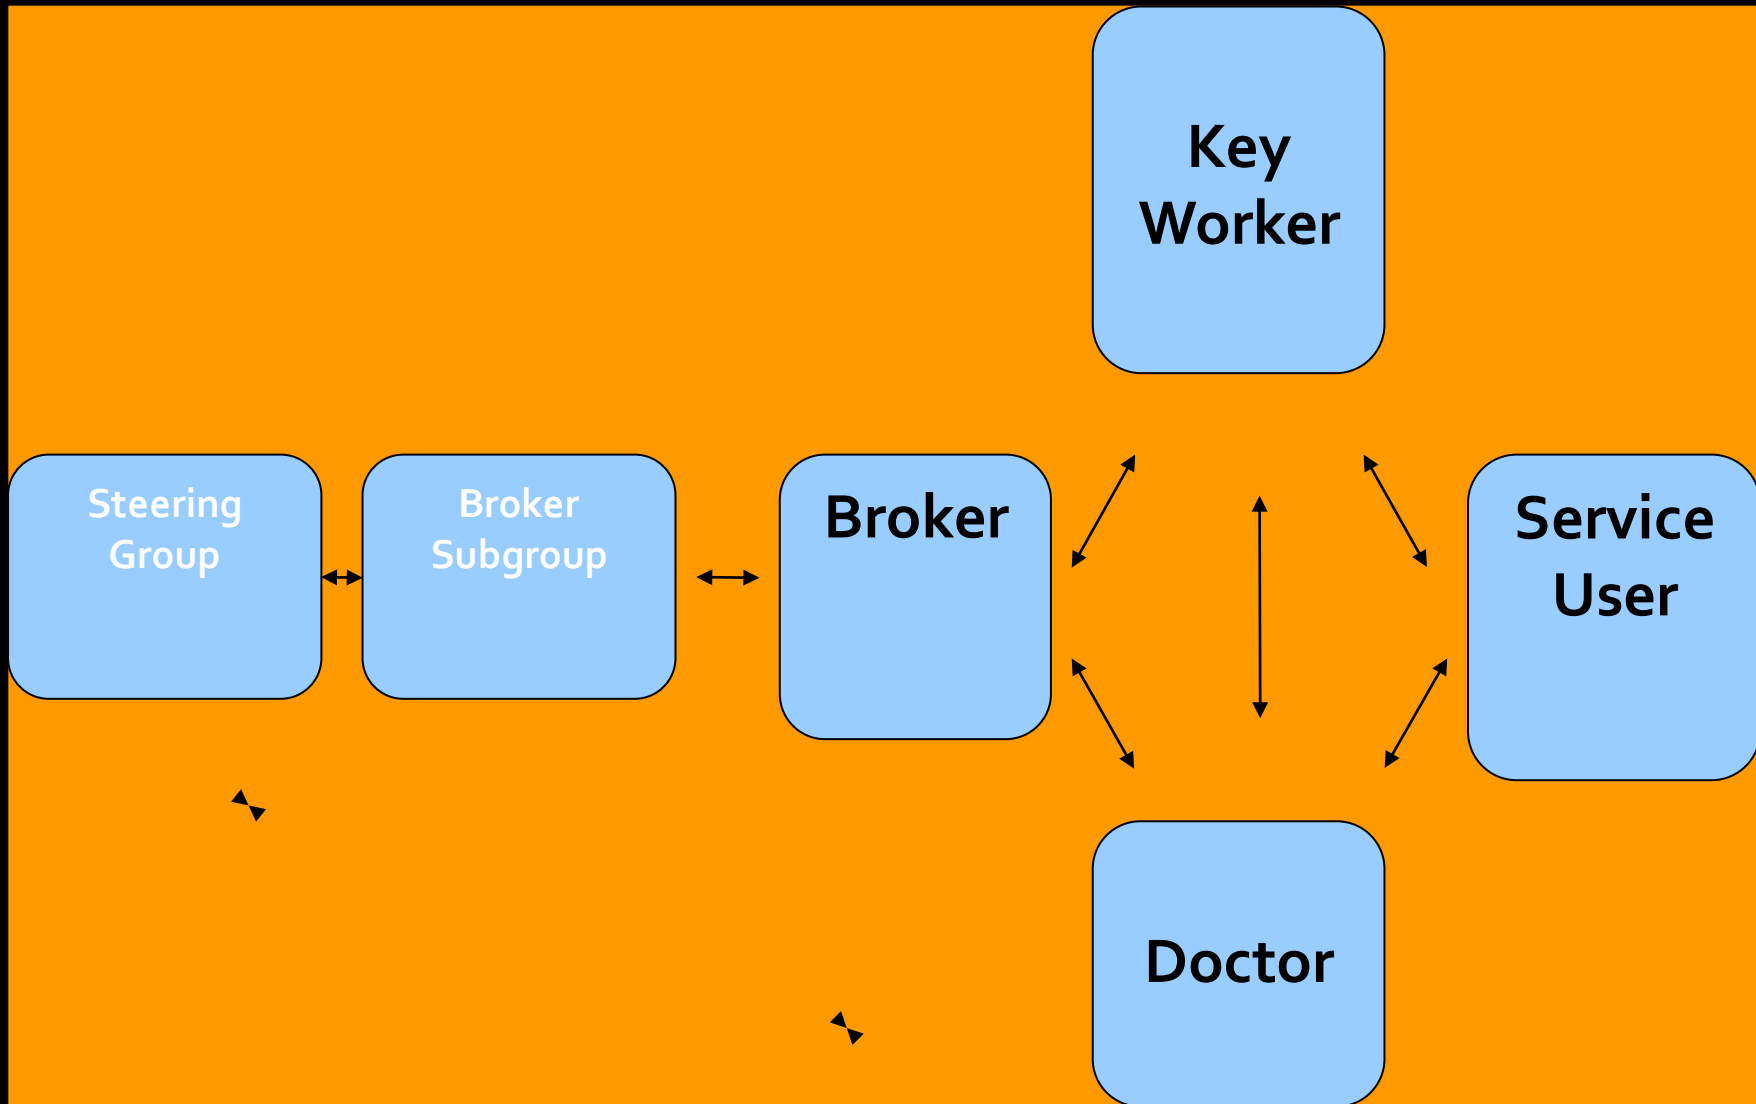 Key
Worker
Steering
Group
Broker
Subgroup
Broker
Service
User
Doctor